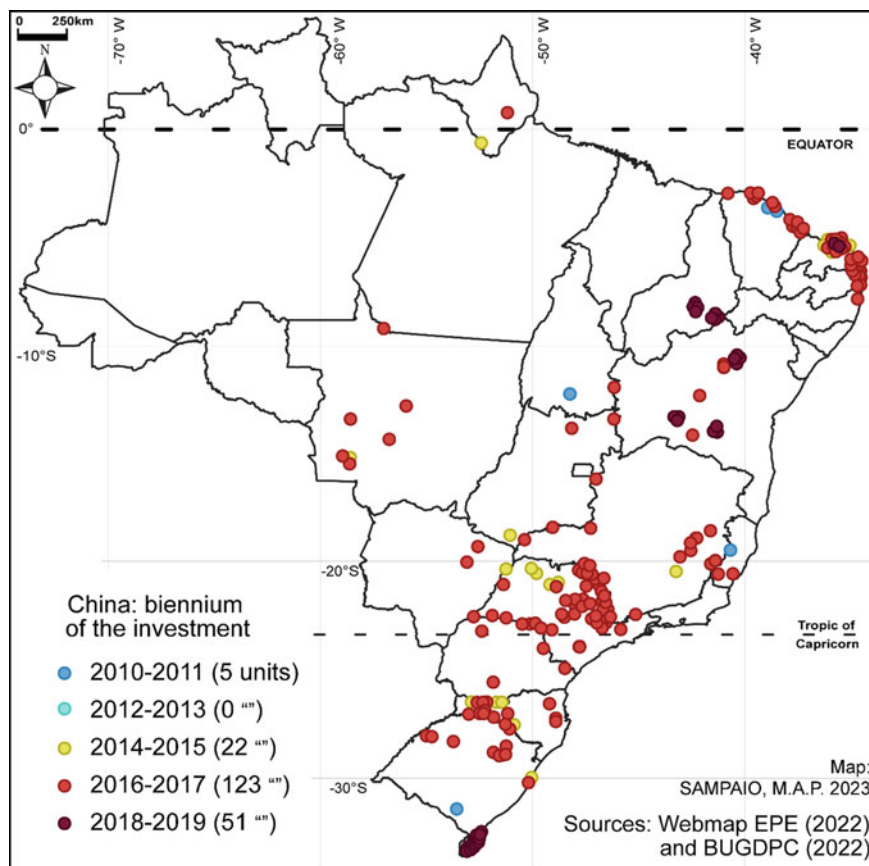 0 250km
N
-70° W
-60° W
-50° W
-40° W
0°
EQUATOR
-10°S
-20°S
Tropic of
Capricorn
-30°S
China: biennium
of the investment
2010-2011 (5 units)
2012-2013 (0 “”)
2014-2015 (22 “”)
2016-2017 (123 “”)
2018-2019 (51 “”)
Map:
SAMPAIO, M.A.P. 2023
Sources: Webmap EPE (2022)
and BUGDPC (2022)